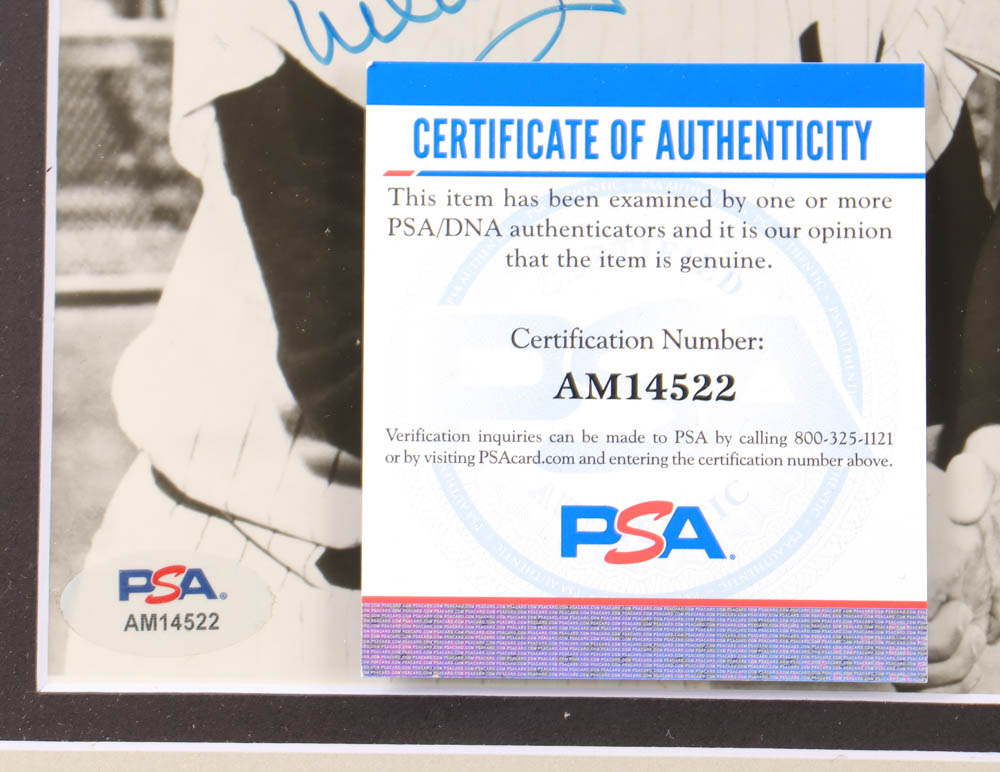 CERTIFICATE OF AUTHENTICITY
This item has been examined by one or more
PSA/DNA authenticators and it is our opinion
that the item is genuine.
Certification Number:
AM14522
Verification inquiries can be made to PSA by calling 800-325-1121
or by visiting PSAcard.com and entering the certification number above.
PSA
PSA
AM14522